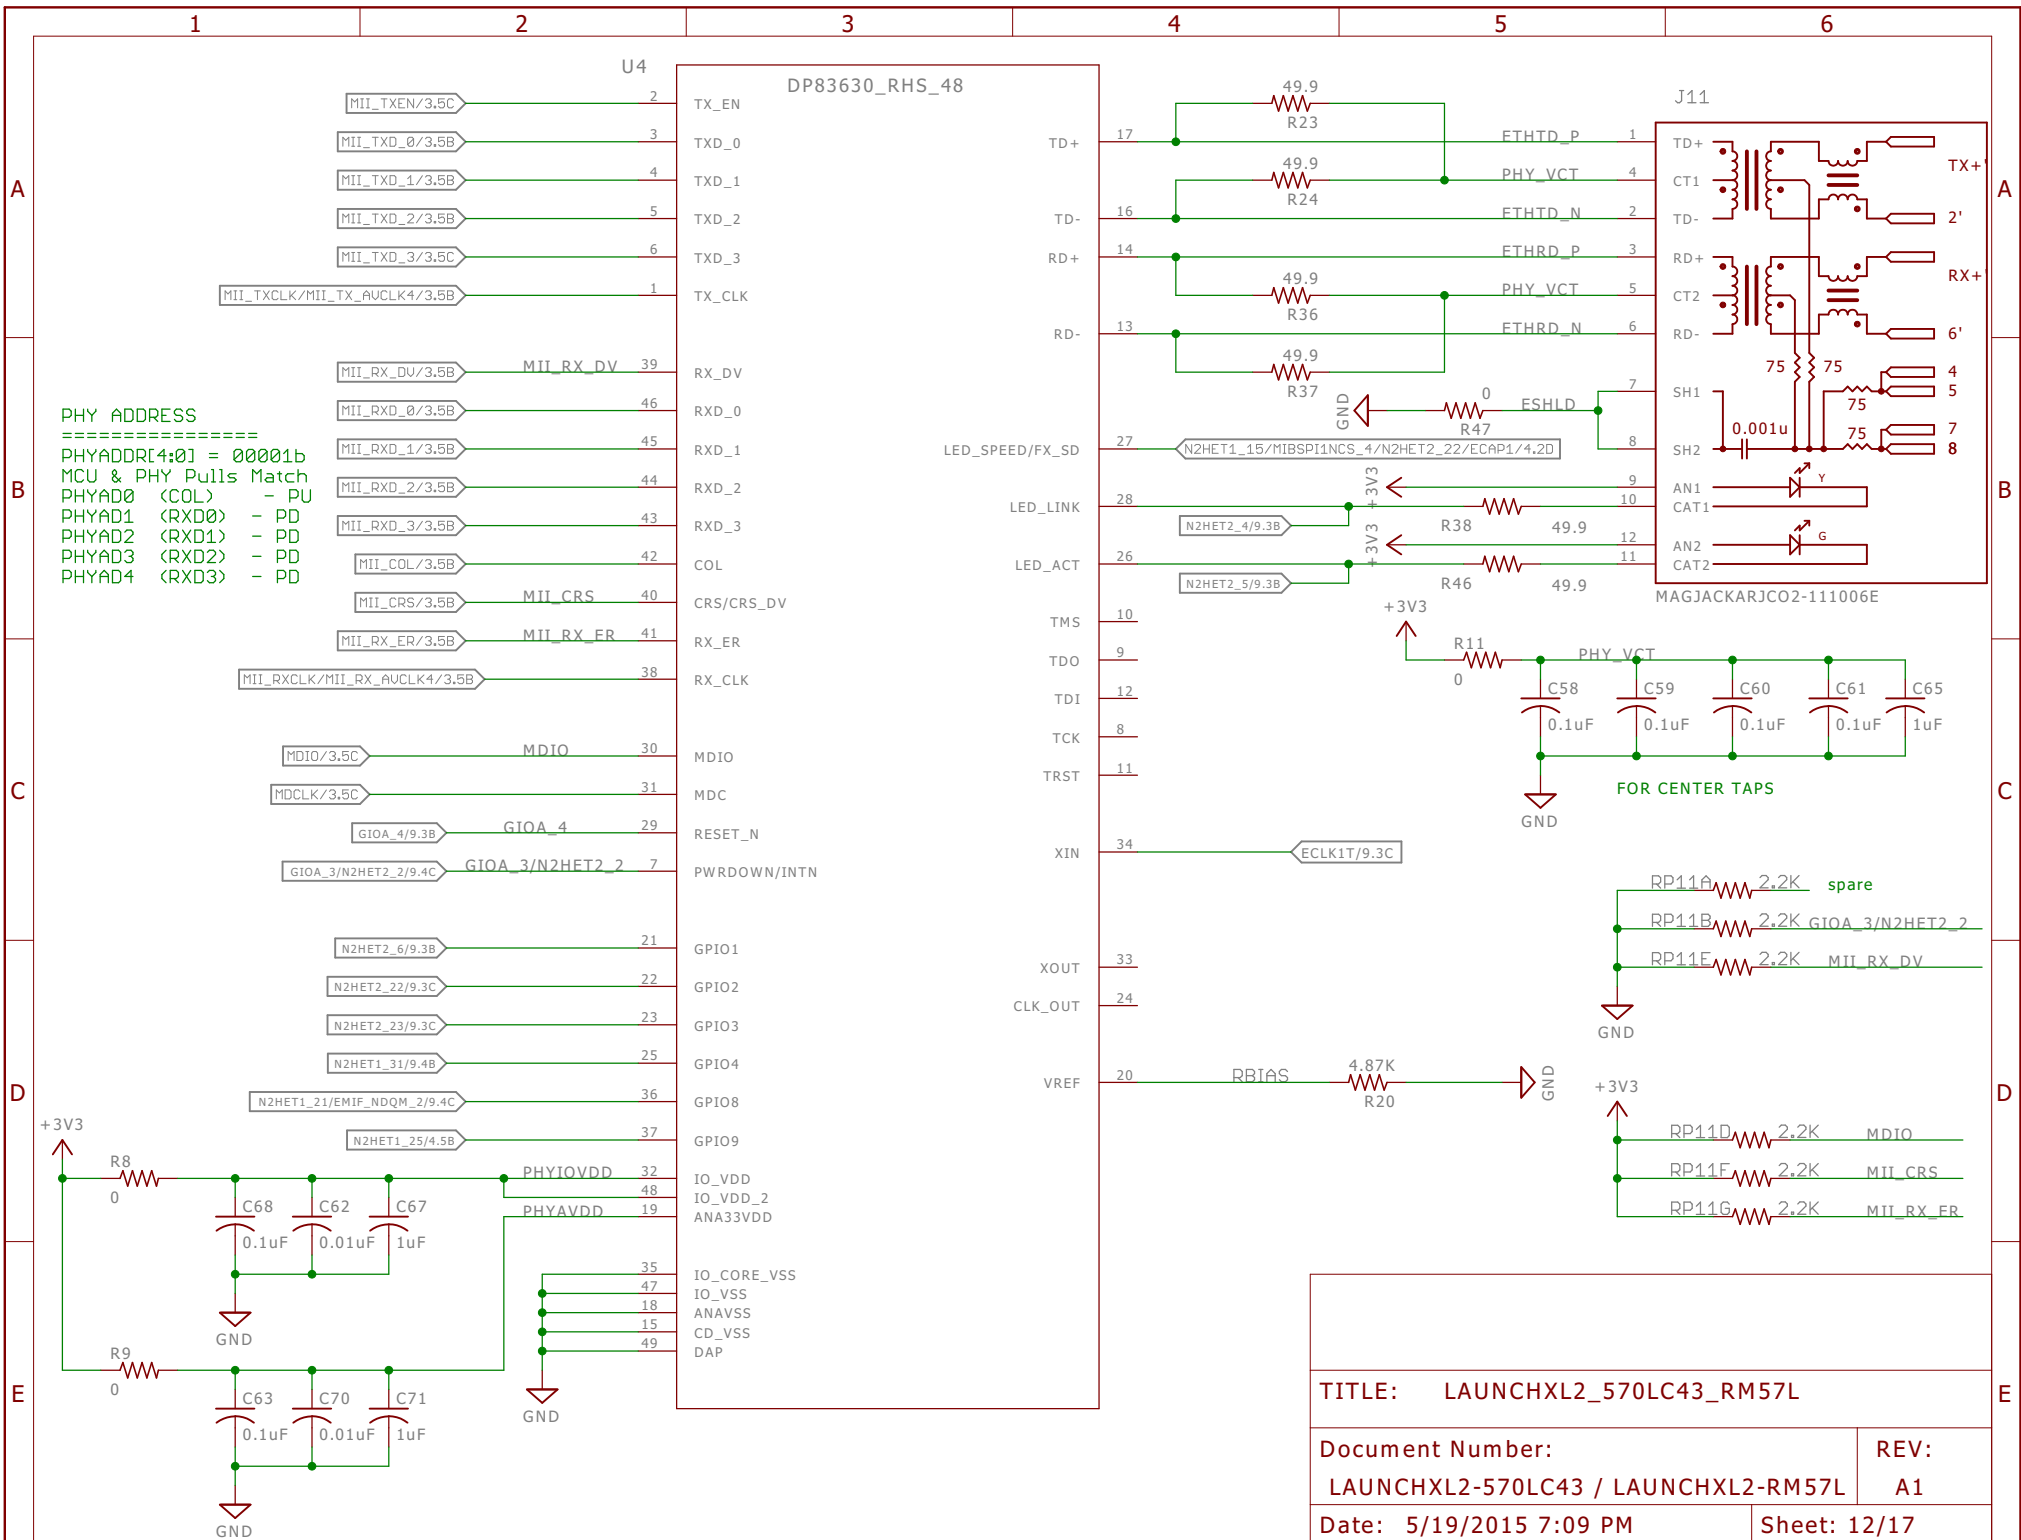 1 2 3 4 5 6
A
B
C
D
E
A
B
C
D
E
U4
DP83630_RHS_48
MII_TXEN/3.5C 2 TX_EN
MII_TXD_0/3.5B 3 TXD_0
MII_TXD_1/3.5B 4 TXD_1
MII_TXD_2/3.5B 5 TXD_2
MII_TXD_3/3.5C 6 TXD_3
MII_TXCLK/MII_TX_AVCLK4/3.5B 1 TX_CLK
MII_RX_DV/3.5B MII_RX_DV 39 RX_DV
MII_RXD_0/3.5B 46 RXD_0
MII_RXD_1/3.5B 45 RXD_1
MII_RXD_2/3.5B 44 RXD_2
MII_RXD_3/3.5B 43 RXD_3
MII_COL/3.5B 42 COL
MII_CRS/3.5B MII_CRS 40 CRS/CRS_DV
MII_RX_ER/3.5B MII_RX_ER 41 RX_ER
MII_RXCLK/MII_RX_AVCLK4/3.5B 38 RX_CLK
MDIO/3.5C MDIO 30 MDIO
MDCLK/3.5C 31 MDC
GIOA_4/9.3B GIOA_4 29 RESET_N
GIOA_3/N2HET2_2/9.4C GIOA_3/N2HET2_2 7 PWRDOWN/INTN
N2HET2_6/9.3B 21 GPIO1
N2HET2_22/9.3C 22 GPIO2
N2HET2_23/9.3C 23 GPIO3
N2HET1_31/9.4B 25 GPIO4
N2HET1_21/EMIF_NDQM_2/9.4C 36 GPIO8
N2HET1_25/4.5B 37 GPIO9
PHYIOVDD 32 IO_VDD
48 IO_VDD_2
PHYAVDD 19 ANA33VDD
35 IO_CORE_VSS
47 IO_VSS
18 ANAVSS
15 CD_VSS
49 DAP
GND
PHY ADDRESS
================
PHYADDR[4:0] = 00001b
MCU & PHY Pulls Match
PHYAD0 (COL) - PU
PHYAD1 (RXD0) - PD
PHYAD2 (RXD1) - PD
PHYAD3 (RXD2) - PD
PHYAD4 (RXD3) - PD
+3V3
R8
0
C68 C62 C67
0.1uF 0.01uF 1uF
GND
R9
0
C63 C70 C71
0.1uF 0.01uF 1uF
GND
TD+ 17
TD- 16
RD+ 14
RD- 13
LED_SPEED/FX_SD 27 N2HET1_15/MIBSPI1NCS_4/N2HET2_22/ECAP1/4.2D
LED_LINK 28 N2HET2_4/9.3B
LED_ACT 26 N2HET2_5/9.3B
TMS 10
TDO 9
TDI 12
TCK 8
TRST 11
XIN 34 ECLK1T/9.3C
XOUT 33
CLK_OUT 24
VREF 20 RBIAS 4.87K R20 GND
49.9
R23
49.9
R24
49.9
R36
49.9
R37
GND 0 R47 ESHLD
+3V3
R38 49.9
+3V3
R46 49.9
J11
ETHTD_P 1 TD+
PHY_VCT 4 CT1
ETHTD_N 2 TD-
ETHRD_P 3 RD+
PHY_VCT 5 CT2
ETHRD_N 6 RD-
7 SH1
8 SH2
9 AN1
10 CAT1
12 AN2
11 CAT2
TX+'
2'
RX+'
6'
75 75
4
5
75
0.001u
75
7
8
Y
G
MAGJACKARJCO2-111006E
+3V3
R11
0
PHY_VCT
C58 C59 C60 C61 C65
0.1uF 0.1uF 0.1uF 0.1uF 1uF
GND
FOR CENTER TAPS
RP11A 2.2K spare
RP11B 2.2K GIOA_3/N2HET2_2
RP11E 2.2K MII_RX_DV
GND
+3V3
RP11D 2.2K MDIO
RP11F 2.2K MII_CRS
RP11G 2.2K MII_RX_ER
TITLE: LAUNCHXL2_570LC43_RM57L
Document Number: REV:
LAUNCHXL2-570LC43 / LAUNCHXL2-RM57L A1
Date: 5/19/2015 7:09 PM Sheet: 12/17